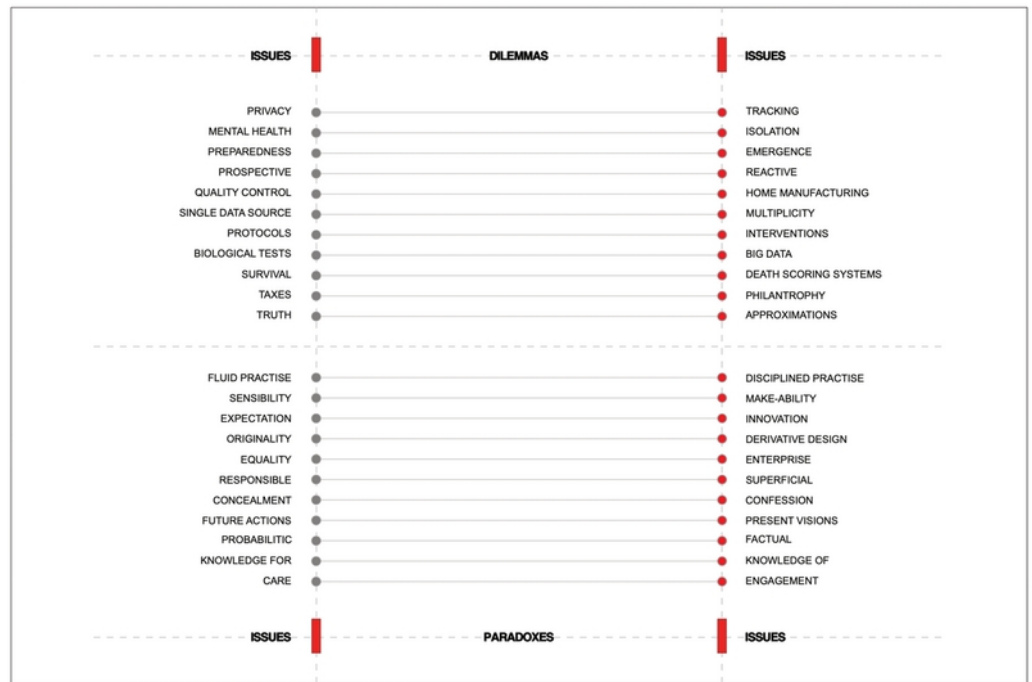 ISSUES DILEMMAS ISSUES
PRIVACY TRACKING
MENTAL HEALTH ISOLATION
PREPAREDNESS EMERGENCE
PROSPECTIVE REACTIVE
QUALITY CONTROL HOME MANUFACTURING
SINGLE DATA SOURCE MULTIPLICITY
PROTOCOLS INTERVENTIONS
BIOLOGICAL TESTS BIG DATA
SURVIVAL DEATH SCORING SYSTEMS
TAXES PHILANTROPHY
TRUTH APPROXIMATIONS
FLUID PRACTISE DISCIPLINED PRACTISE
SENSIBILITY MAKE-ABILITY
EXPECTATION INNOVATION
ORIGINALITY DERIVATIVE DESIGN
EQUALITY ENTERPRISE
RESPONSIBLE SUPERFICIAL
CONCEALMENT CONFESSION
FUTURE ACTIONS PRESENT VISIONS
PROBABILITIC FACTUAL
KNOWLEDGE FOR KNOWLEDGE OF
CARE ENGAGEMENT
ISSUES PARADOXES ISSUES